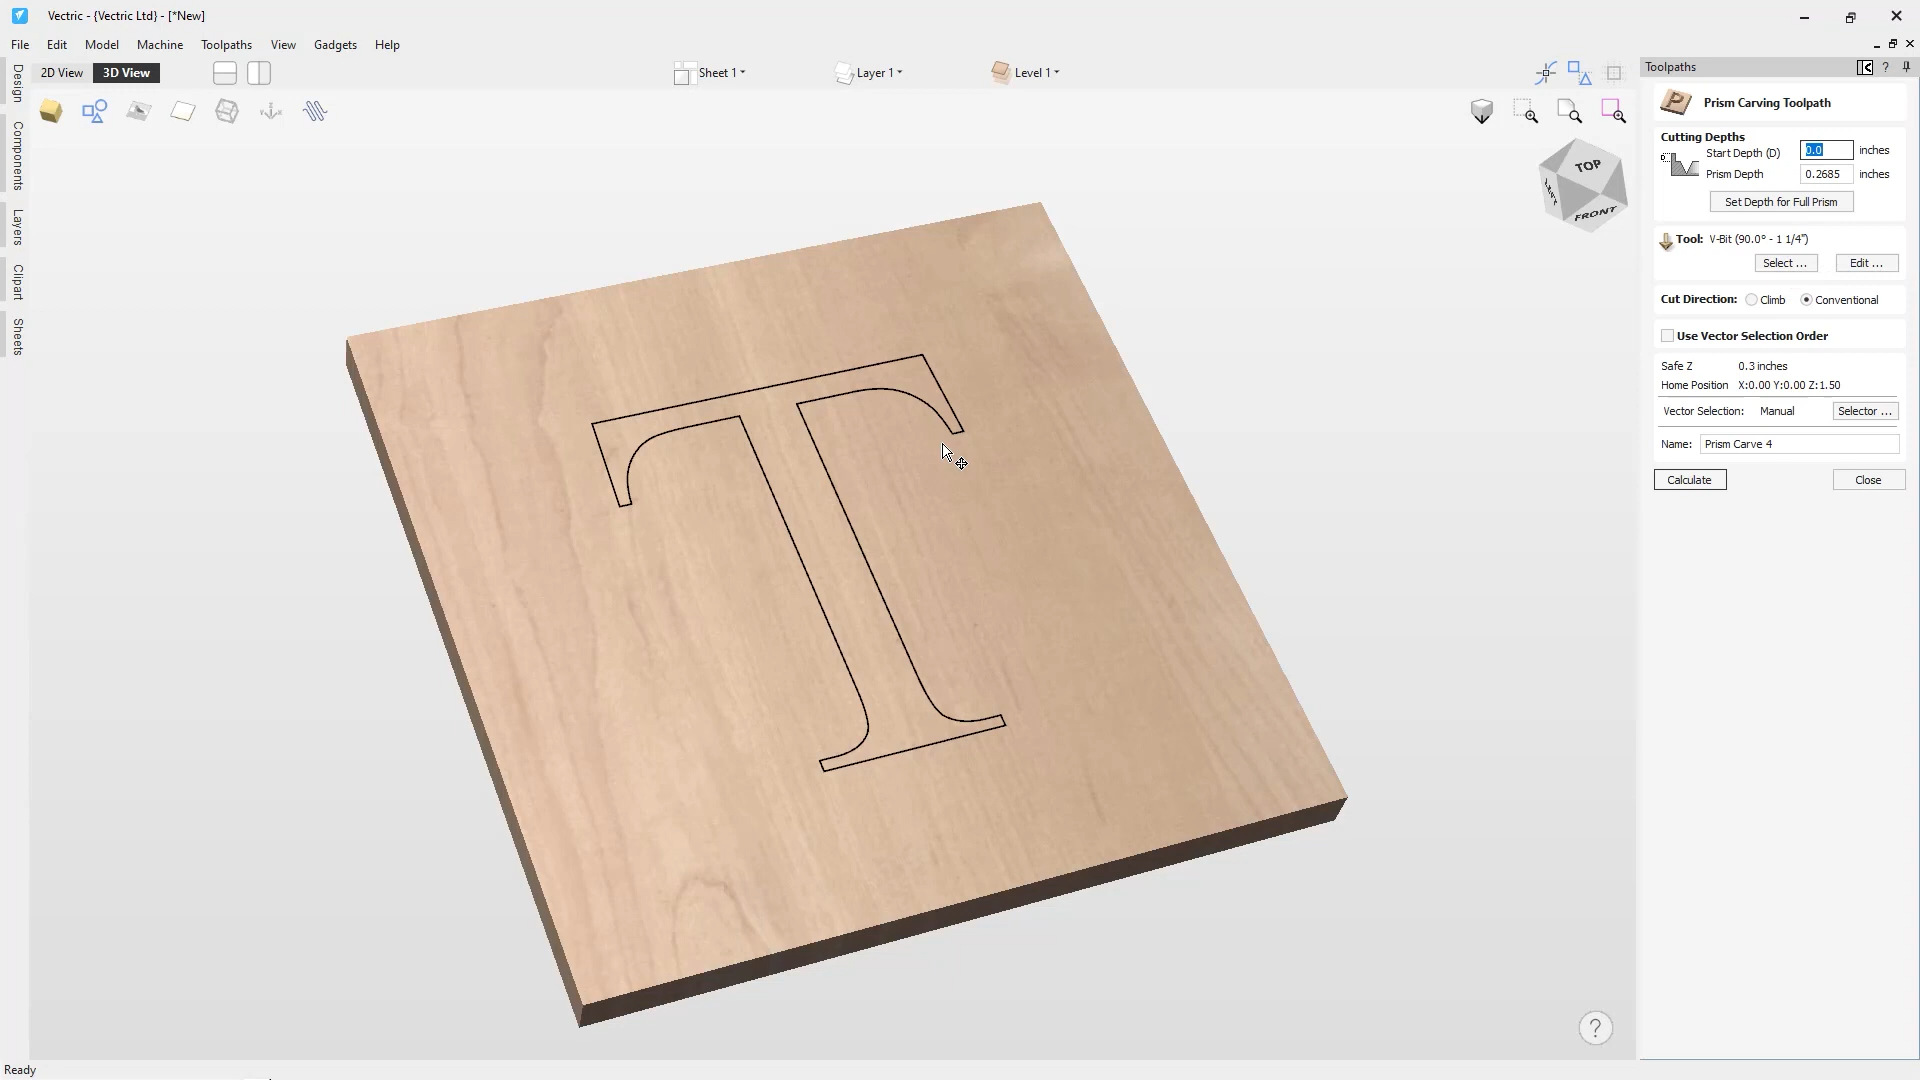 Vectric - {Vectric Ltd} - [*New]
File Edit Model Machine Toolpaths View Gadgets Help
2D View 3D View Sheet 1 Layer 1 Level 1
Design
Components
Layers
Clipart
Sheets
TOP
LEFT
FRONT
T
Toolpaths
Prism Carving Toolpath
Cutting Depths
D
Start Depth (D) 0.0 inches
Prism Depth 0.2685 inches
Set Depth for Full Prism
Tool: V-Bit (90.0° - 1 1/4")
Select ... Edit ...
Cut Direction: Climb Conventional
Use Vector Selection Order
Safe Z 0.3 inches
Home Position X:0.00 Y:0.00 Z:1.50
Vector Selection: Manual Selector ...
Name: Prism Carve 4
Calculate Close
?
Ready